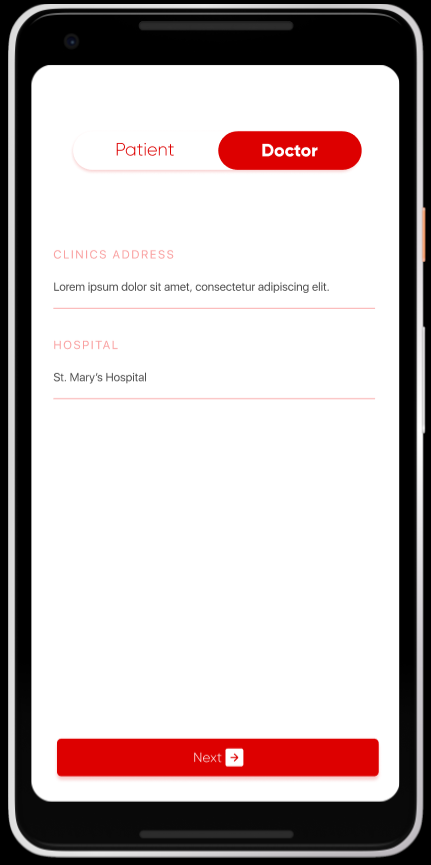 Patient
Doctor
CLINICS ADDRESS
Lorem ipsum dolor sit amet, consectetur adipiscing elit.
HOSPITAL
St. Mary's Hospital
Next